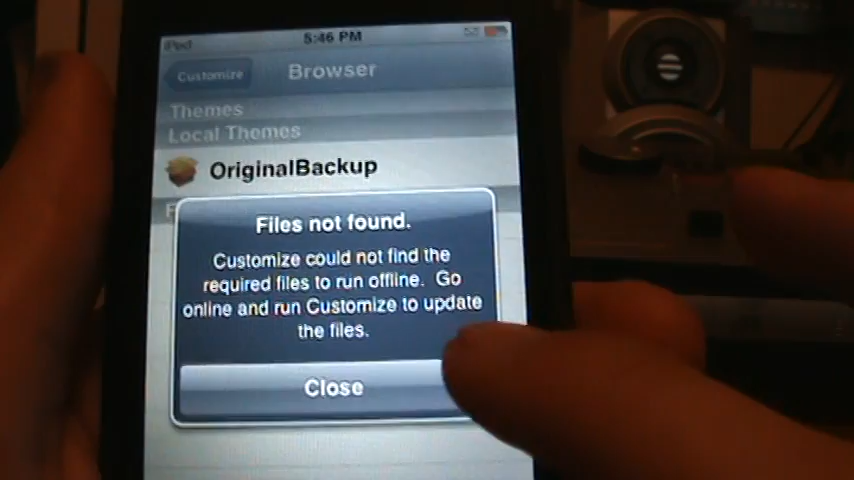 iPod
5:46 PM
Customize
Browser
Themes
Local Themes
OriginalBackup
Files not found.
Customize could not find the
required files to run offline. Go
online and run Customize to update
the files.
Close